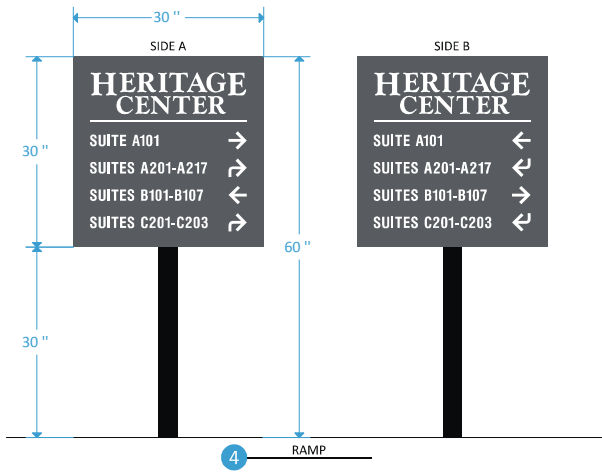 30 "
SIDE A
SIDE B
HERITAGE
CENTER
SUITE A101 →
SUITES A201-A217 ↱
SUITES B101-B107 ←
SUITES C201-C203 ↱
HERITAGE
CENTER
SUITE A101 ←
SUITES A201-A217 ↵
SUITES B101-B107 →
SUITES C201-C203 ↵
30 "
60 "
30 "
4
RAMP